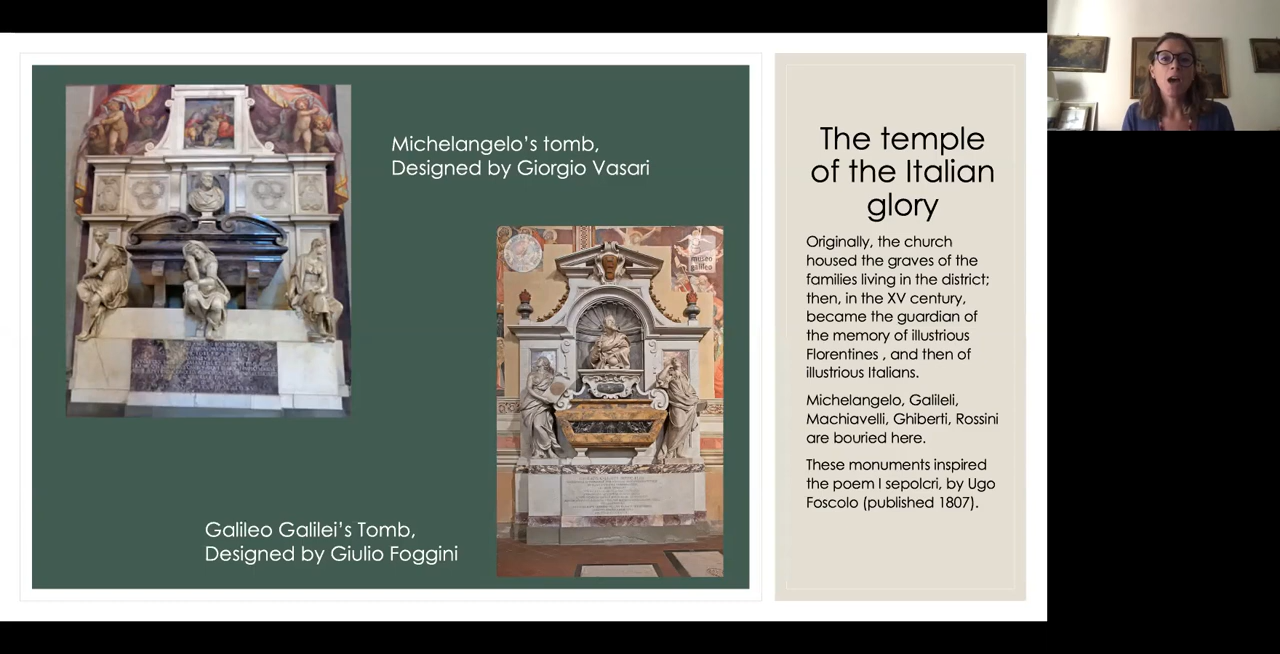 Michelangelo's tomb,
Designed by Giorgio Vasari
museo
galileo
Galileo Galilei's Tomb,
Designed by Giulio Foggini
The temple
of the Italian
glory
Originally, the church
housed the graves of the
families living in the district;
then, in the XV century,
became the guardian of
the memory of illustrious
Florentines , and then of
illustrious Italians.
Michelangelo, Galileli,
Machiavelli, Ghiberti, Rossini
are bouried here.
These monuments inspired
the poem I sepolcri, by Ugo
Foscolo (published 1807).